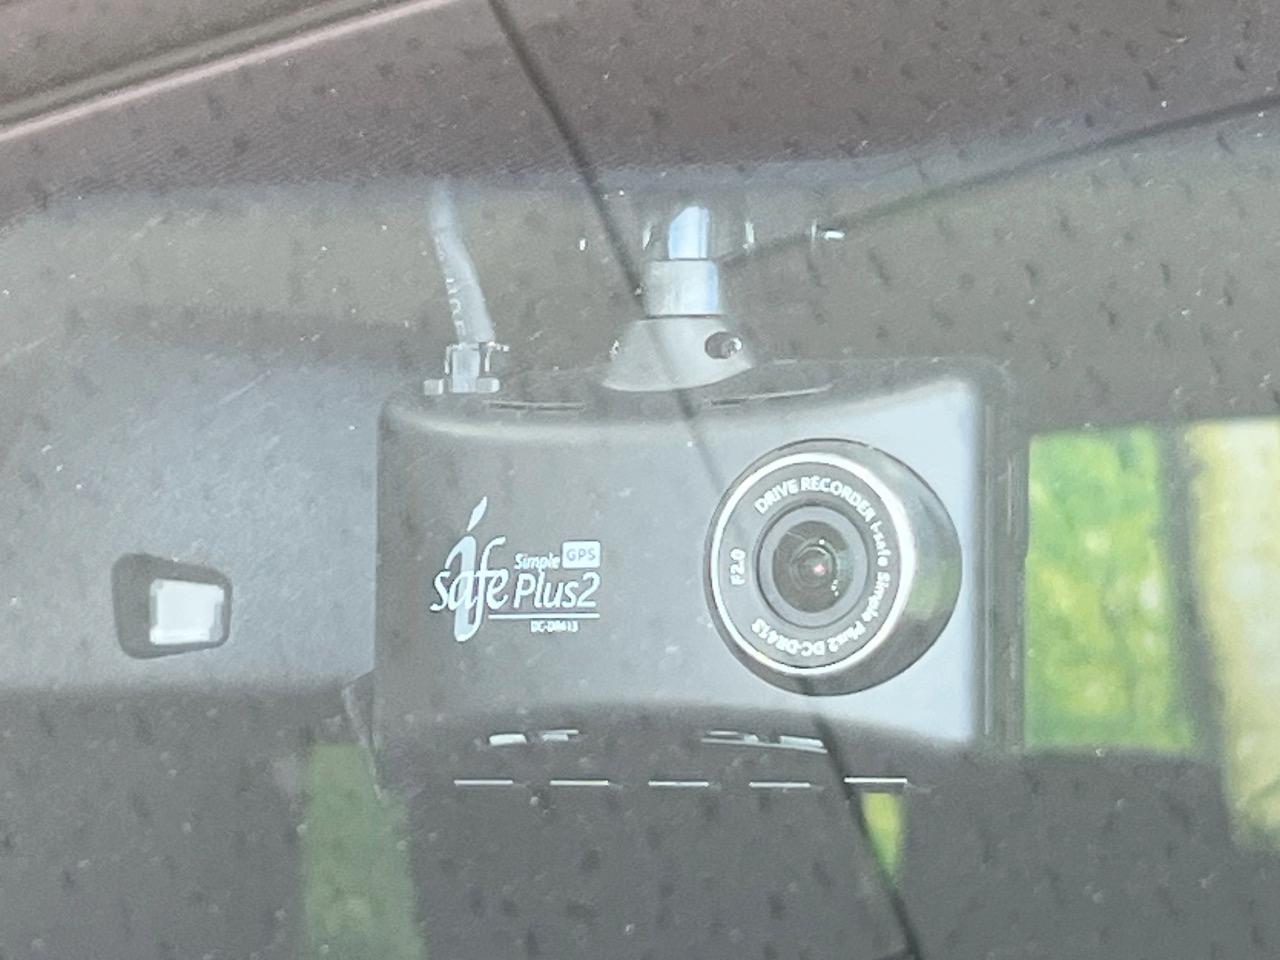 i safe Simple GPS
Plus2
DC-DR413
DRIVE RECORDER i-safe Simple Plus2 DC-DR413
F2.0